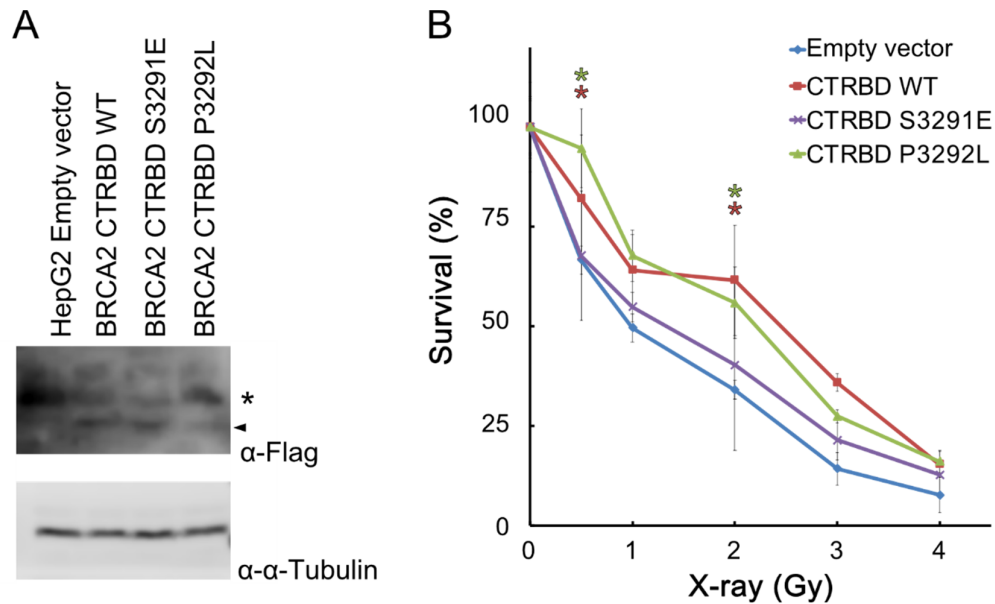 A
HepG2 Empty vector
BRCA2 CTRBD WT
BRCA2 CTRBD S3291E
BRCA2 CTRBD P3292L
*
α-Flag
α-α-Tubulin
B
Empty vector
CTRBD WT
CTRBD S3291E
CTRBD P3292L
* *
* *
Survival (%)
100
75
50
25
0
0 1 2 3 4
X-ray (Gy)